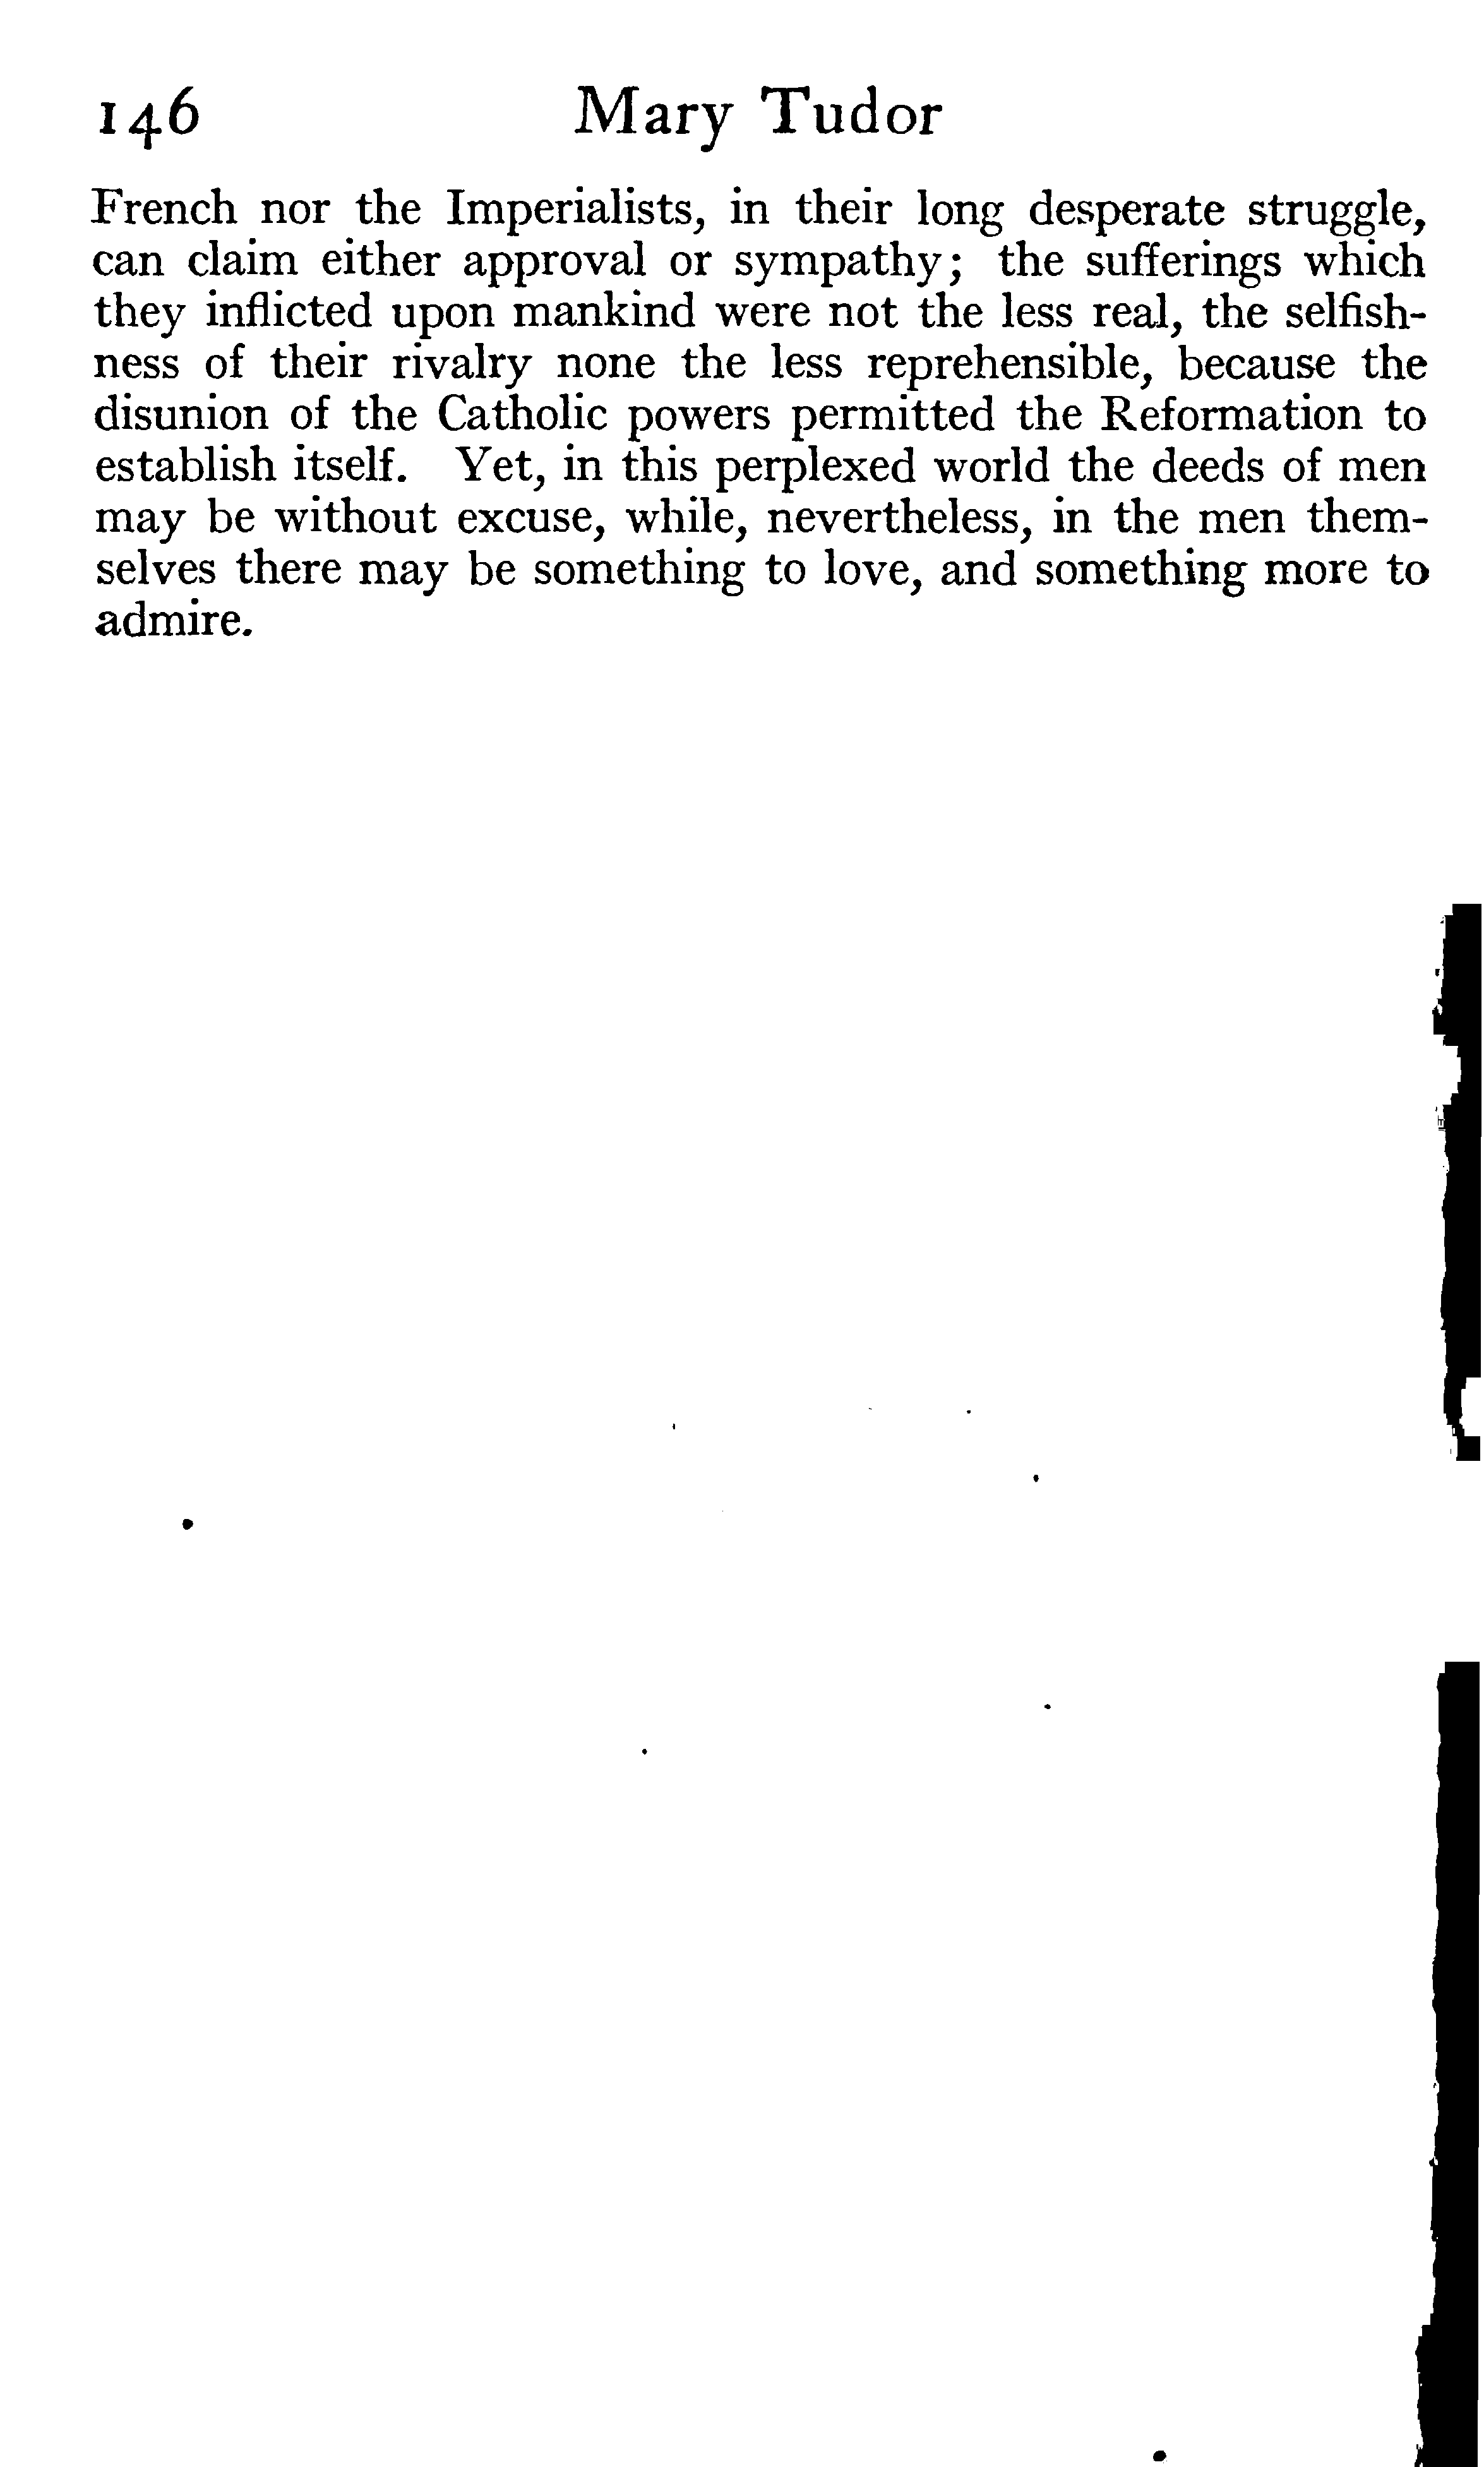 146 Mary Tudor
French nor the Imperialists, in their long desperate struggle,
can claim either approval or sympathy; the sufferings which
they inflicted upon mankind were not the less real, the selfish-
ness of their rivalry none the less reprehensible, because the
disunion of the Catholic powers permitted the Reformation to
establish itself. Yet, in this perplexed world the deeds of men
may be without excuse, while, nevertheless, in the men them-
selves there may be something to love, and something more to
admire.